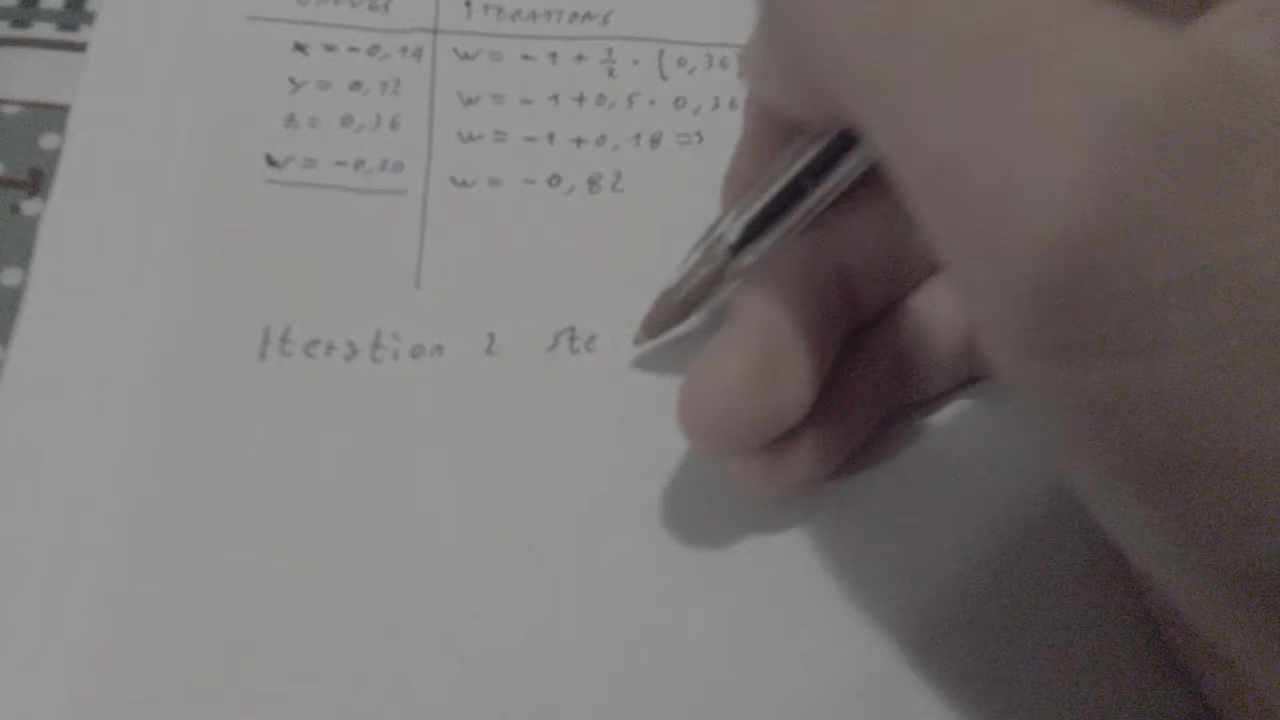 VALUES ITERATIONS
x = -0,14 w = -1 + 1/2 · (0,36)
y = 0,12 w = -1 + 0,5 · 0,36
z = 0,36 w = -1 + 0,18 =>
w = -0,20 w = -0,82
Iteration 2 ste